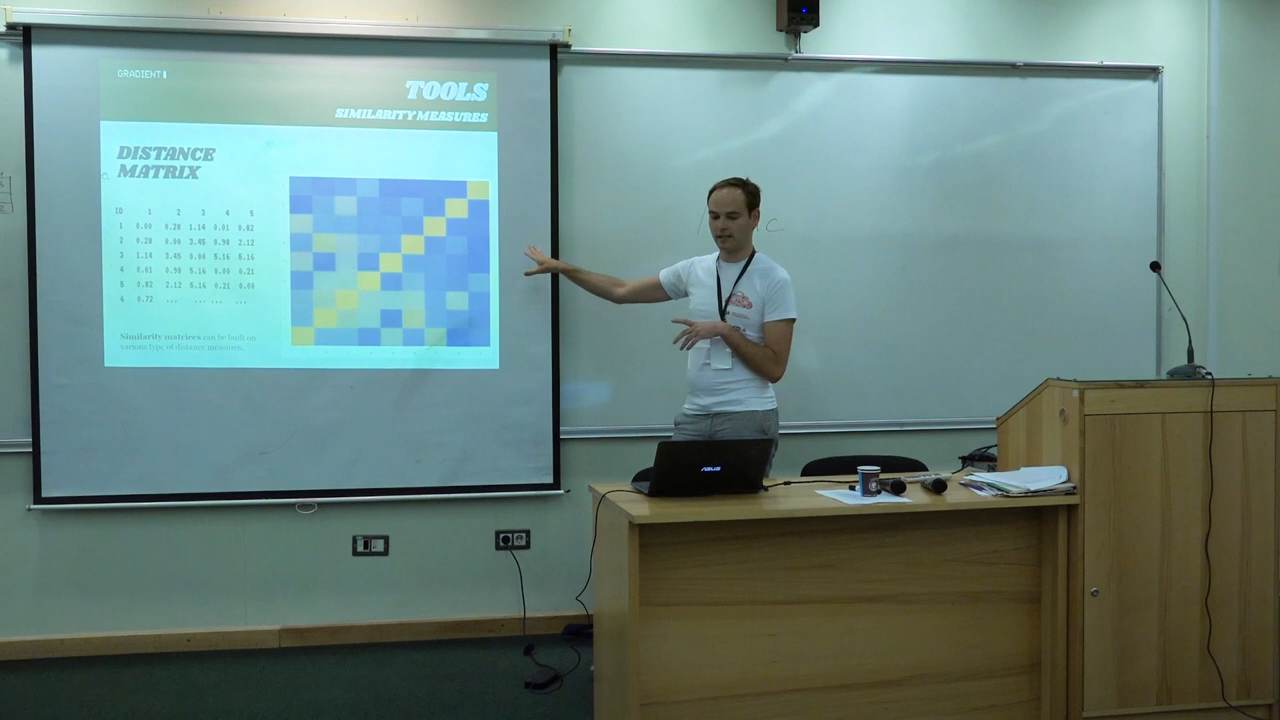 GRADIENT
TOOLS
SIMILARITY MEASURES
DISTANCE
MATRIX
ID 1 2 3 4 5
1 0.00 0.28 1.14 0.01 0.82
2 0.28 0.00 3.45 0.98 2.12
3 1.14 3.45 0.00 5.16 5.16
4 0.01 0.98 5.16 0.00 0.21
5 0.82 2.12 5.16 0.21 0.00
6 0.72 ... ... ... ...
Similarity matrices can be built on
various type of distance measures.
C
ASUS